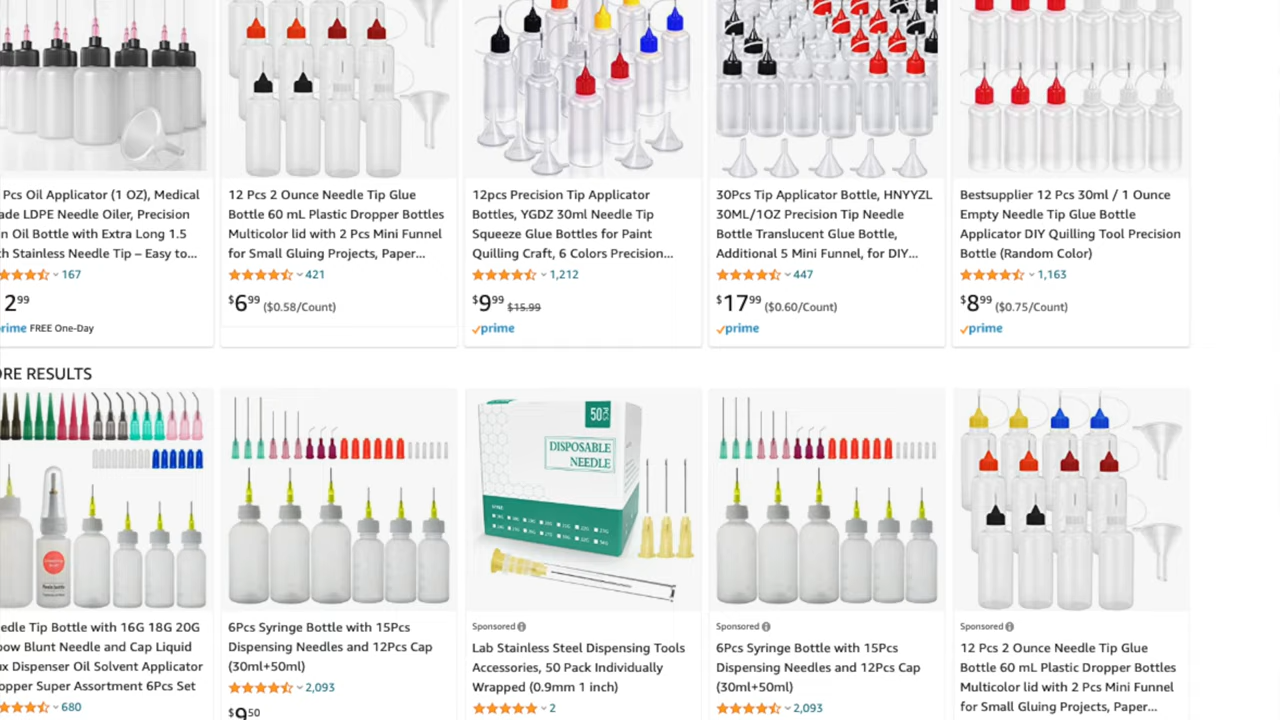 Pcs Oil Applicator (1 OZ), Medical
ade LDPE Needle Oiler, Precision
n Oil Bottle with Extra Long 1.5
h Stainless Needle Tip – Easy to...
167
2 99
rime FREE One-Day
12 Pcs 2 Ounce Needle Tip Glue
Bottle 60 mL Plastic Dropper Bottles
Multicolor lid with 2 Pcs Mini Funnel
for Small Gluing Projects, Paper...
421
$6 99 ($0.58/Count)
12pcs Precision Tip Applicator
Bottles, YGDZ 30ml Needle Tip
Squeeze Glue Bottles for Paint
Quilling Craft, 6 Colors Precision...
1,212
$9 99 $15.99
prime
30Pcs Tip Applicator Bottle, HNYYZL
30ML/1OZ Precision Tip Needle
Bottle Translucent Glue Bottle,
Additional 5 Mini Funnel, for DIY...
447
$17 99 ($0.60/Count)
prime
Bestsupplier 12 Pcs 30ml / 1 Ounce
Empty Needle Tip Glue Bottle
Applicator DIY Quilling Tool Precision
Bottle (Random Color)
1,163
$8 99 ($0.75/Count)
prime
ORE RESULTS
edle Tip Bottle with 16G 18G 20G
bow Blunt Needle and Cap Liquid
ux Dispenser Oil Solvent Applicator
opper Super Assortment 6Pcs Set
680
6Pcs Syringe Bottle with 15Pcs
Dispensing Needles and 12Pcs Cap
(30ml+50ml)
2,093
$9 50
50
DISPOSABLE
NEEDLE
Sponsored
Lab Stainless Steel Dispensing Tools
Accessories, 50 Pack Individually
Wrapped (0.9mm 1 inch)
2
Sponsored
6Pcs Syringe Bottle with 15Pcs
Dispensing Needles and 12Pcs Cap
(30ml+50ml)
2,093
Sponsored
12 Pcs 2 Ounce Needle Tip Glue
Bottle 60 mL Plastic Dropper Bottles
Multicolor lid with 2 Pcs Mini Funnel
for Small Gluing Projects, Paper...